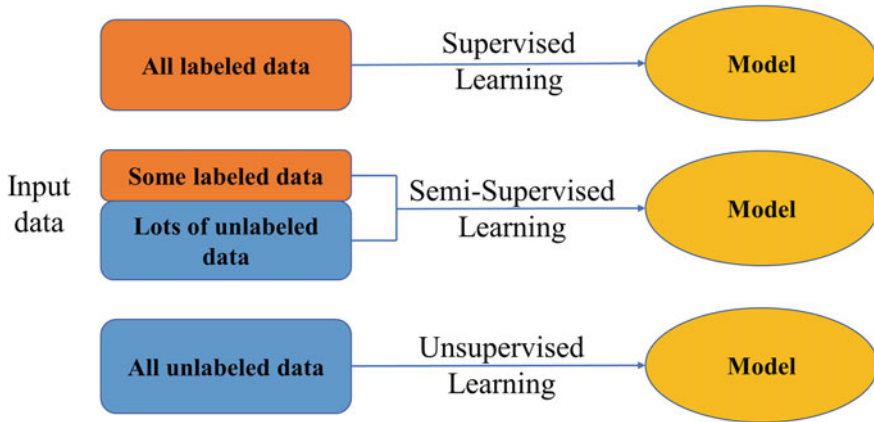 All labeled data
Supervised
Learning
Model
Input
data
Some labeled data
Lots of unlabeled
data
Semi-Supervised
Learning
Model
All unlabeled data
Unsupervised
Learning
Model